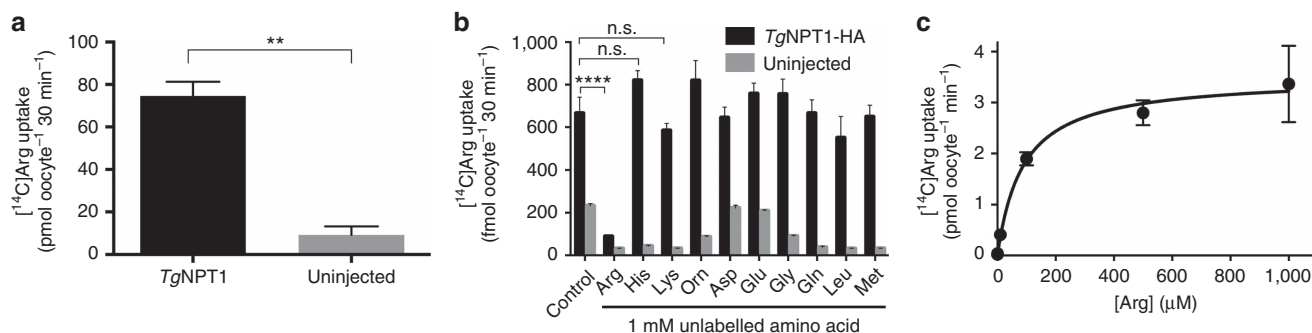 a
[¹⁴C]Arg uptake
(pmol oocyte⁻¹ 30 min⁻¹)
100
80
60
40
20
0
**
TgNPT1
Uninjected
b
[¹⁴C]Arg uptake
(fmol oocyte⁻¹ 30 min⁻¹)
1,000
800
600
400
200
0
n.s.
n.s.
****
TgNPT1-HA
Uninjected
Control
Arg
His
Lys
Orn
Asp
Glu
Gly
Gln
Leu
Met
1 mM unlabelled amino acid
c
[¹⁴C]Arg uptake
(pmol oocyte⁻¹ min⁻¹)
4
3
2
1
0
0
200
400
600
800
1,000
[Arg] (μM)